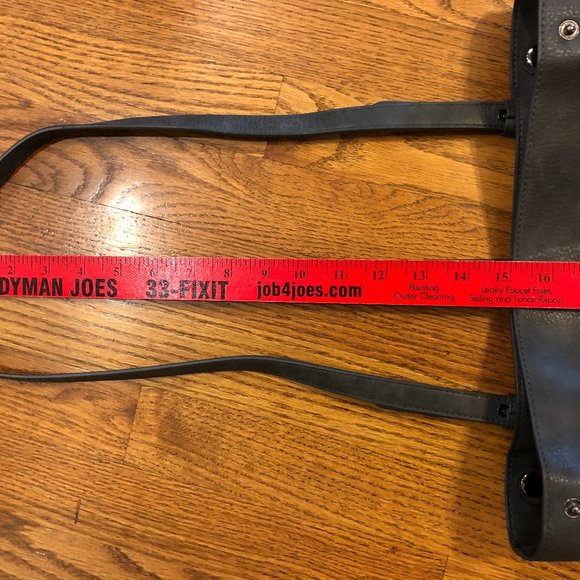 2 3 4 5 6 7 8 9 10 11 12 13 14 15 16
DYMAN JOES 33-FIXIT job4joes.com
Painting Leaky Faucet Fixes
Gutter Cleaning Siding and Fence Repair